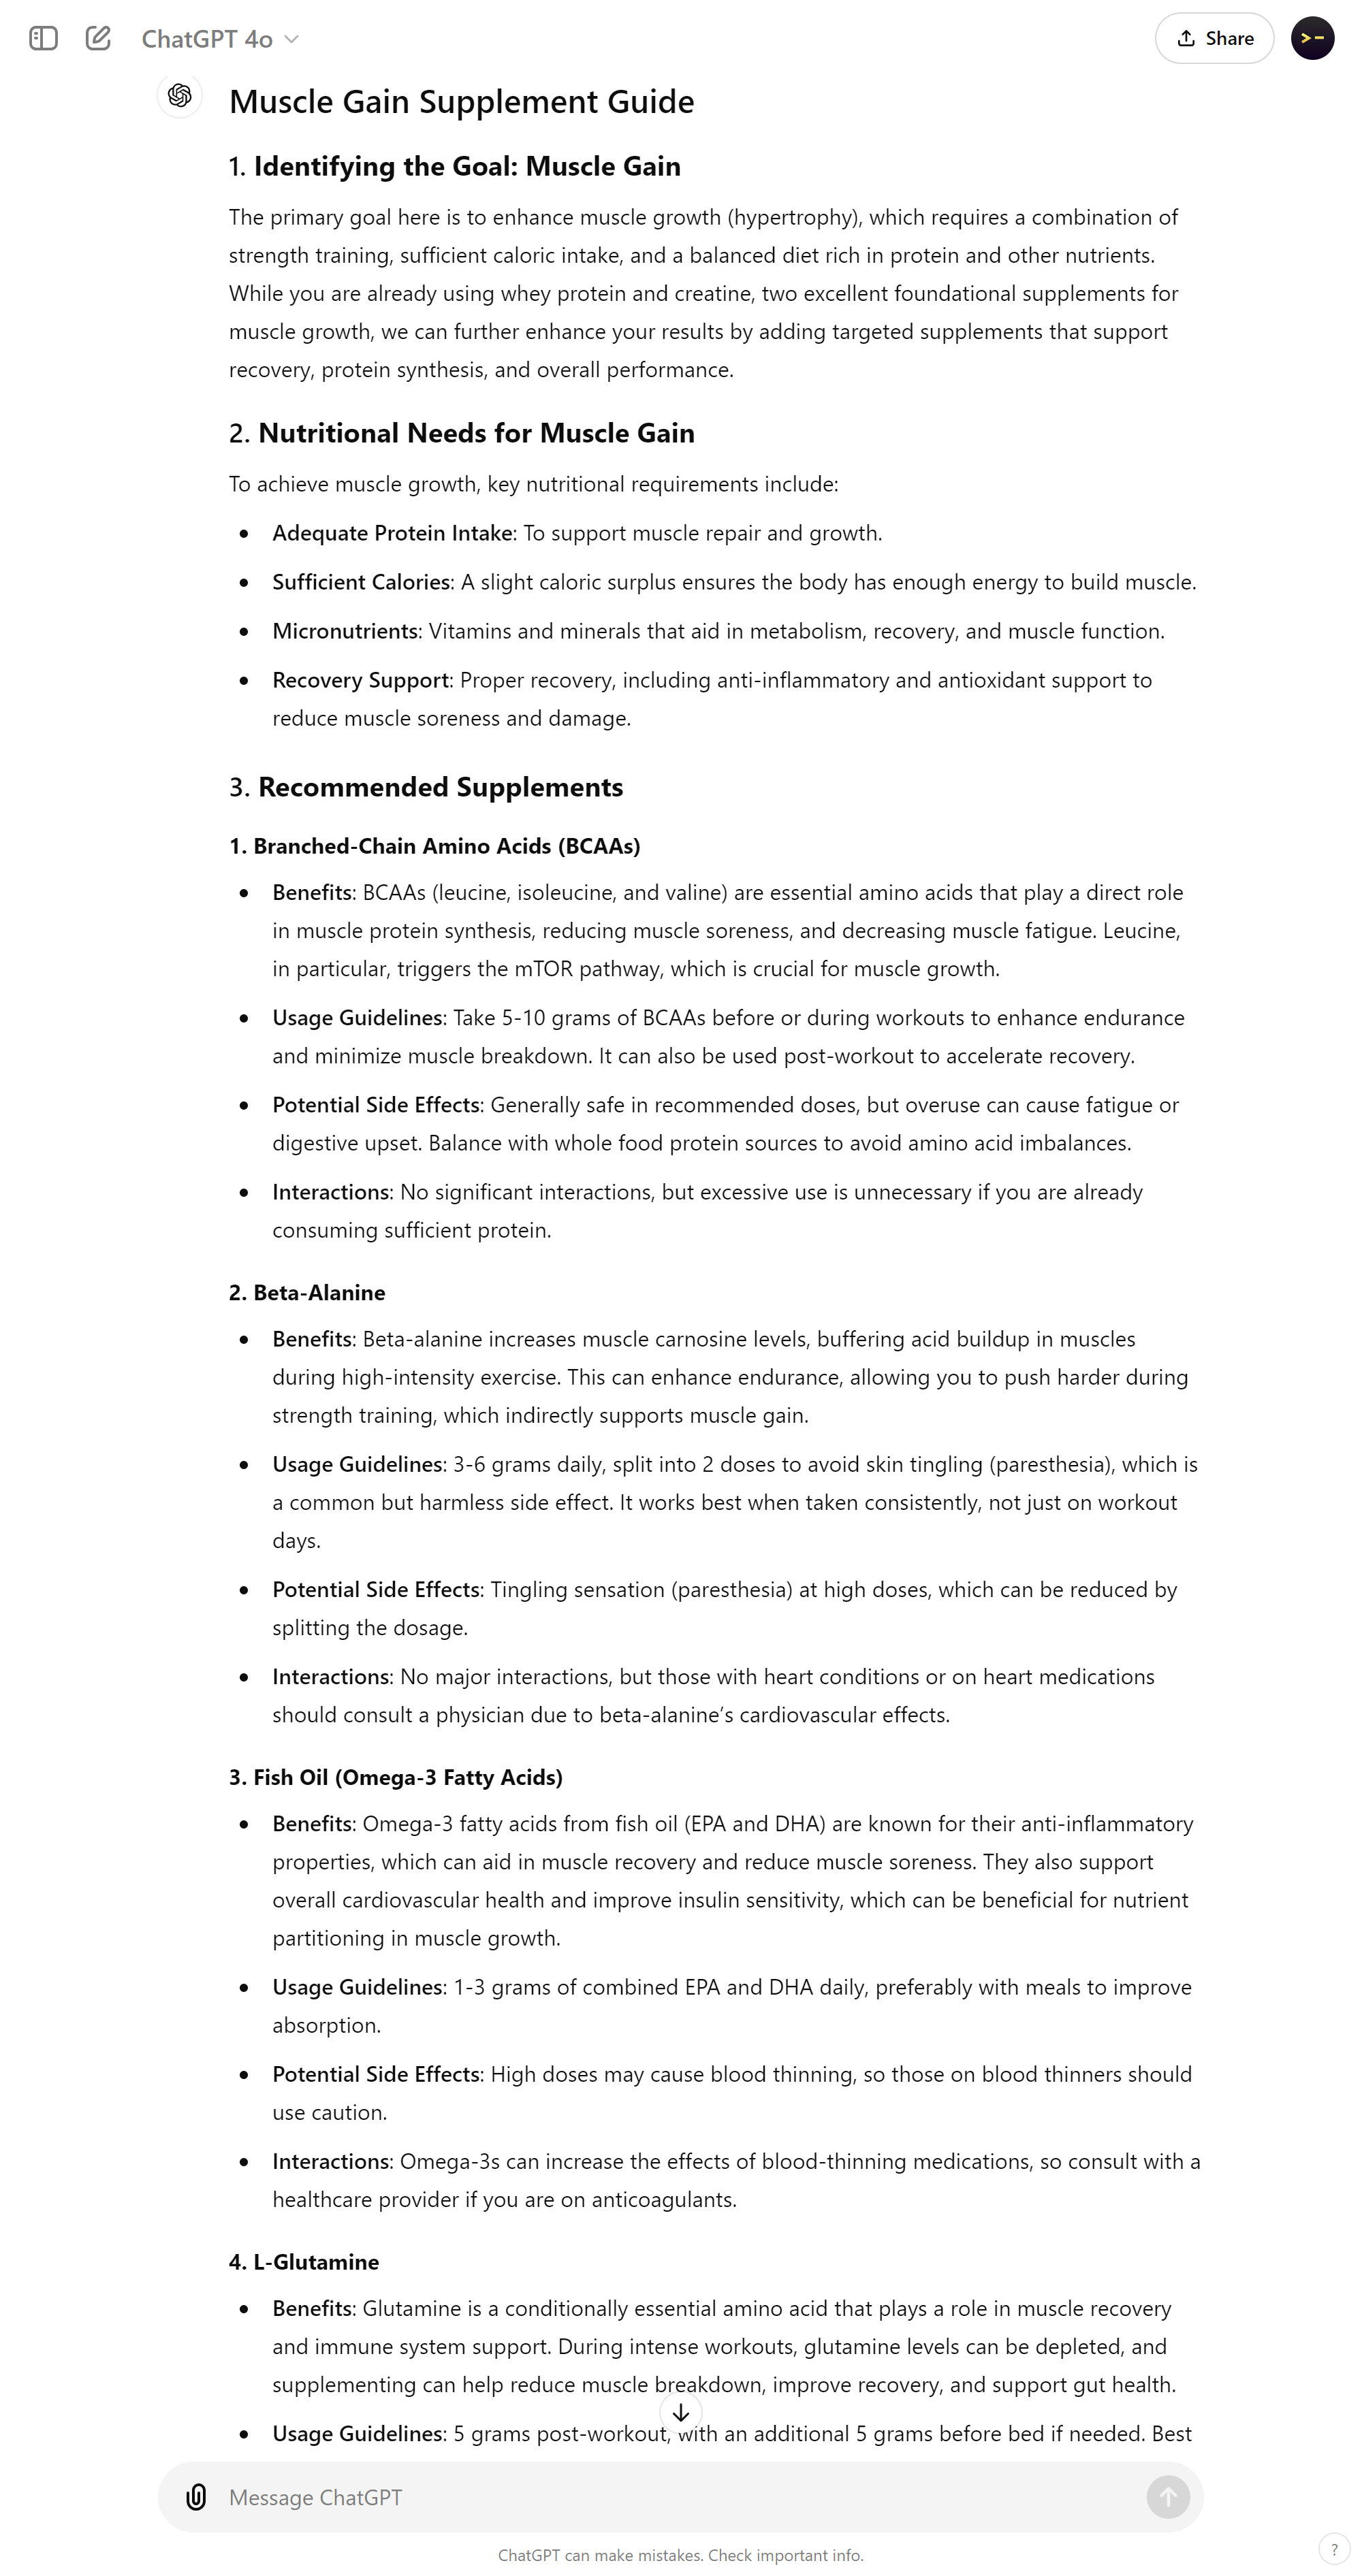 ChatGPT 4o
Share
Muscle Gain Supplement Guide
1. Identifying the Goal: Muscle Gain
The primary goal here is to enhance muscle growth (hypertrophy), which requires a combination of
strength training, sufficient caloric intake, and a balanced diet rich in protein and other nutrients.
While you are already using whey protein and creatine, two excellent foundational supplements for
muscle growth, we can further enhance your results by adding targeted supplements that support
recovery, protein synthesis, and overall performance.
2. Nutritional Needs for Muscle Gain
To achieve muscle growth, key nutritional requirements include:
• Adequate Protein Intake: To support muscle repair and growth.
• Sufficient Calories: A slight caloric surplus ensures the body has enough energy to build muscle.
• Micronutrients: Vitamins and minerals that aid in metabolism, recovery, and muscle function.
• Recovery Support: Proper recovery, including anti-inflammatory and antioxidant support to
reduce muscle soreness and damage.
3. Recommended Supplements
1. Branched-Chain Amino Acids (BCAAs)
• Benefits: BCAAs (leucine, isoleucine, and valine) are essential amino acids that play a direct role
in muscle protein synthesis, reducing muscle soreness, and decreasing muscle fatigue. Leucine,
in particular, triggers the mTOR pathway, which is crucial for muscle growth.
• Usage Guidelines: Take 5-10 grams of BCAAs before or during workouts to enhance endurance
and minimize muscle breakdown. It can also be used post-workout to accelerate recovery.
• Potential Side Effects: Generally safe in recommended doses, but overuse can cause fatigue or
digestive upset. Balance with whole food protein sources to avoid amino acid imbalances.
• Interactions: No significant interactions, but excessive use is unnecessary if you are already
consuming sufficient protein.
2. Beta-Alanine
• Benefits: Beta-alanine increases muscle carnosine levels, buffering acid buildup in muscles
during high-intensity exercise. This can enhance endurance, allowing you to push harder during
strength training, which indirectly supports muscle gain.
• Usage Guidelines: 3-6 grams daily, split into 2 doses to avoid skin tingling (paresthesia), which is
a common but harmless side effect. It works best when taken consistently, not just on workout
days.
• Potential Side Effects: Tingling sensation (paresthesia) at high doses, which can be reduced by
splitting the dosage.
• Interactions: No major interactions, but those with heart conditions or on heart medications
should consult a physician due to beta-alanine’s cardiovascular effects.
3. Fish Oil (Omega-3 Fatty Acids)
• Benefits: Omega-3 fatty acids from fish oil (EPA and DHA) are known for their anti-inflammatory
properties, which can aid in muscle recovery and reduce muscle soreness. They also support
overall cardiovascular health and improve insulin sensitivity, which can be beneficial for nutrient
partitioning in muscle growth.
• Usage Guidelines: 1-3 grams of combined EPA and DHA daily, preferably with meals to improve
absorption.
• Potential Side Effects: High doses may cause blood thinning, so those on blood thinners should
use caution.
• Interactions: Omega-3s can increase the effects of blood-thinning medications, so consult with a
healthcare provider if you are on anticoagulants.
4. L-Glutamine
• Benefits: Glutamine is a conditionally essential amino acid that plays a role in muscle recovery
and immune system support. During intense workouts, glutamine levels can be depleted, and
supplementing can help reduce muscle breakdown, improve recovery, and support gut health.
• Usage Guidelines: 5 grams post-workout, with an additional 5 grams before bed if needed. Best
Message ChatGPT
ChatGPT can make mistakes. Check important info.
?